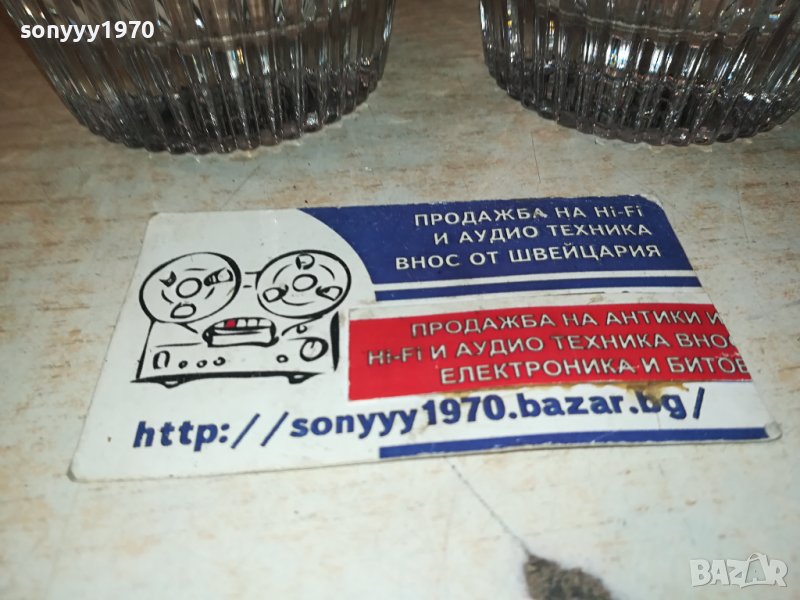 sonyyy1970
ПРОДАЖБА НА Hi-Fi
И АУДИО ТЕХНИКА
ВНОС ОТ ШВЕЙЦАРИЯ
ПРОДАЖБА НА АНТИКИ И
Hi-Fi И АУДИО ТЕХНИКА ВНОС
ЕЛЕКТРОНИКА И БИТОВ
http://sonyyy1970.bazar.bg/
BAZAR